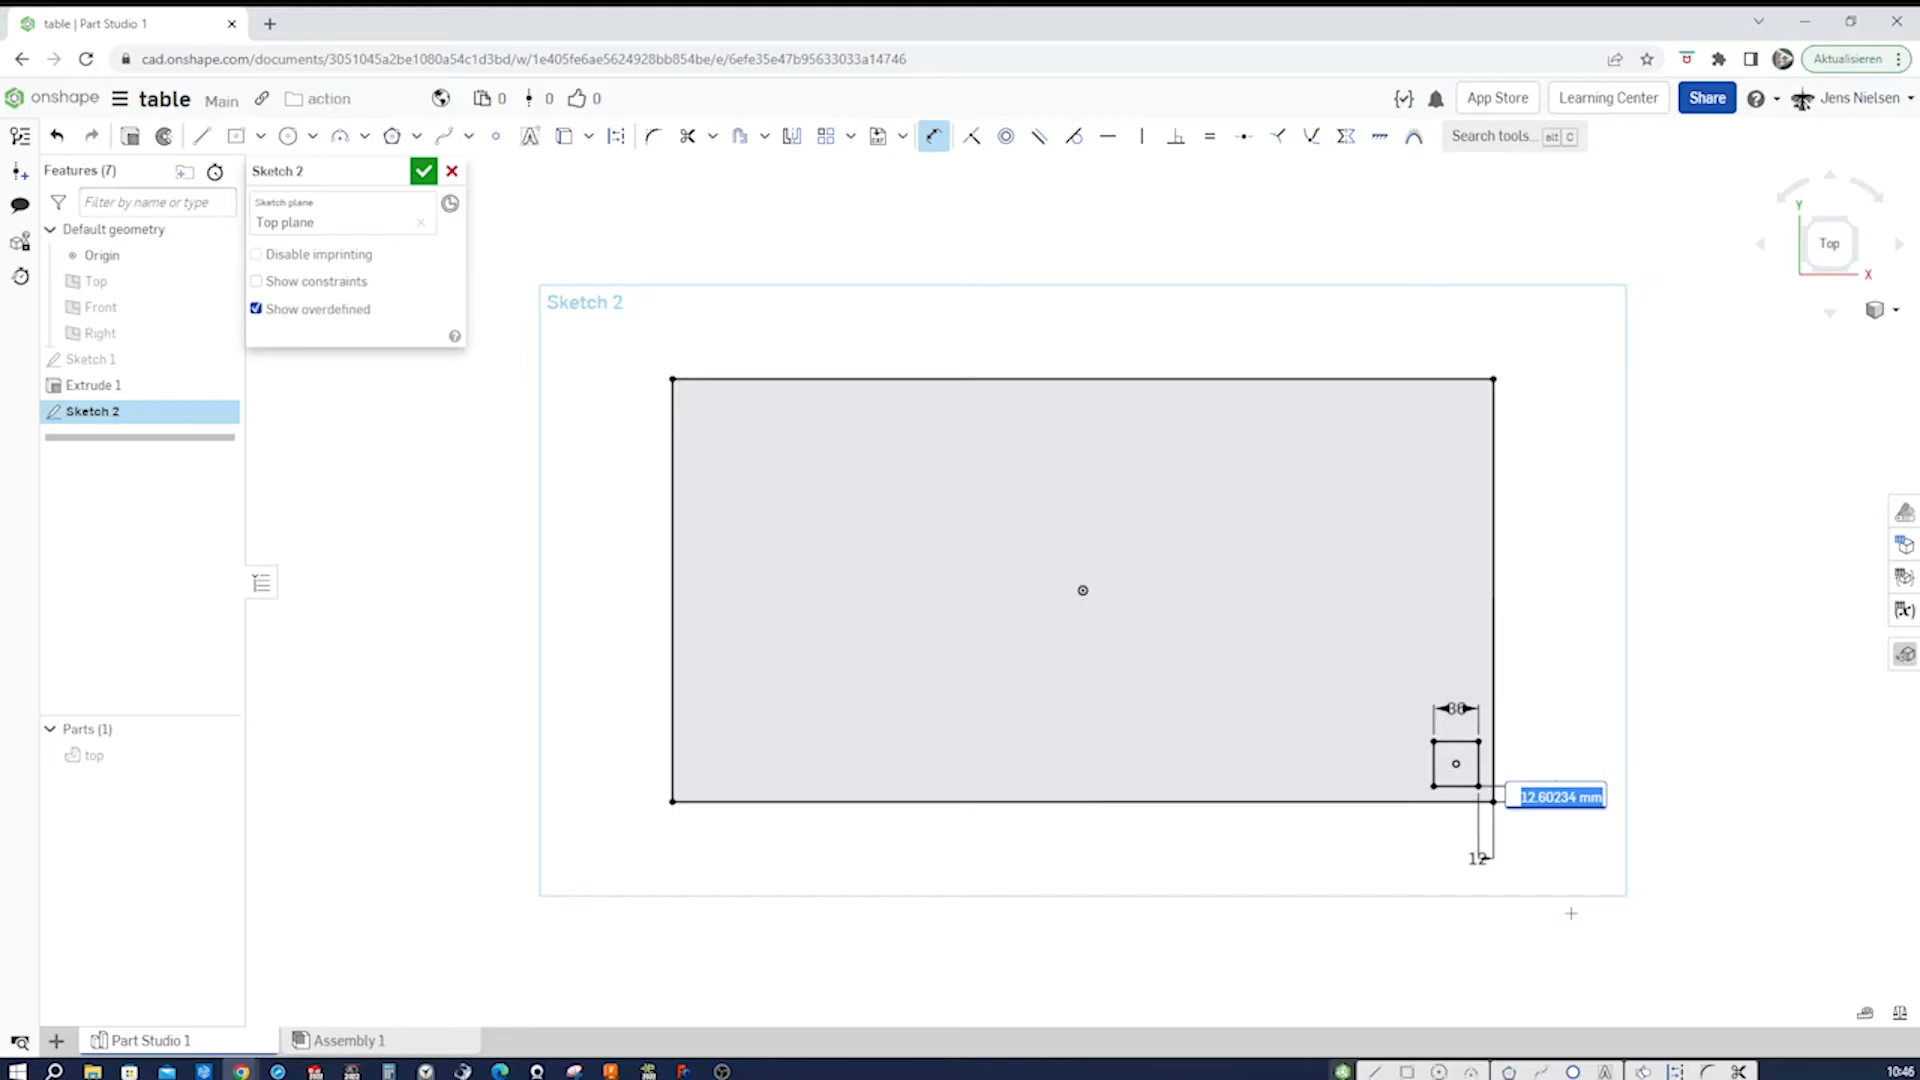 table | Part Studio 1
cad.onshape.com/documents/3051045a2be1080a54c1d3bd/w/1e405fe6ae5624928bb854be/e/6efe35e47b95633033a14746
Aktualisieren
onshape
table
Main
action
0
0
0
App Store
Learning Center
Share
Jens Nielsen
Search tools... alt C
Features (7)
Filter by name or type
Default geometry
Origin
Top
Front
Right
Sketch 1
Extrude 1
Sketch 2
Sketch 2
Sketch plane
Top plane
Disable imprinting
Show constraints
Show overdefined
Sketch 2
Y
Top
X
12.60234 mm
12
Parts (1)
top
Part Studio 1
Assembly 1
10:46